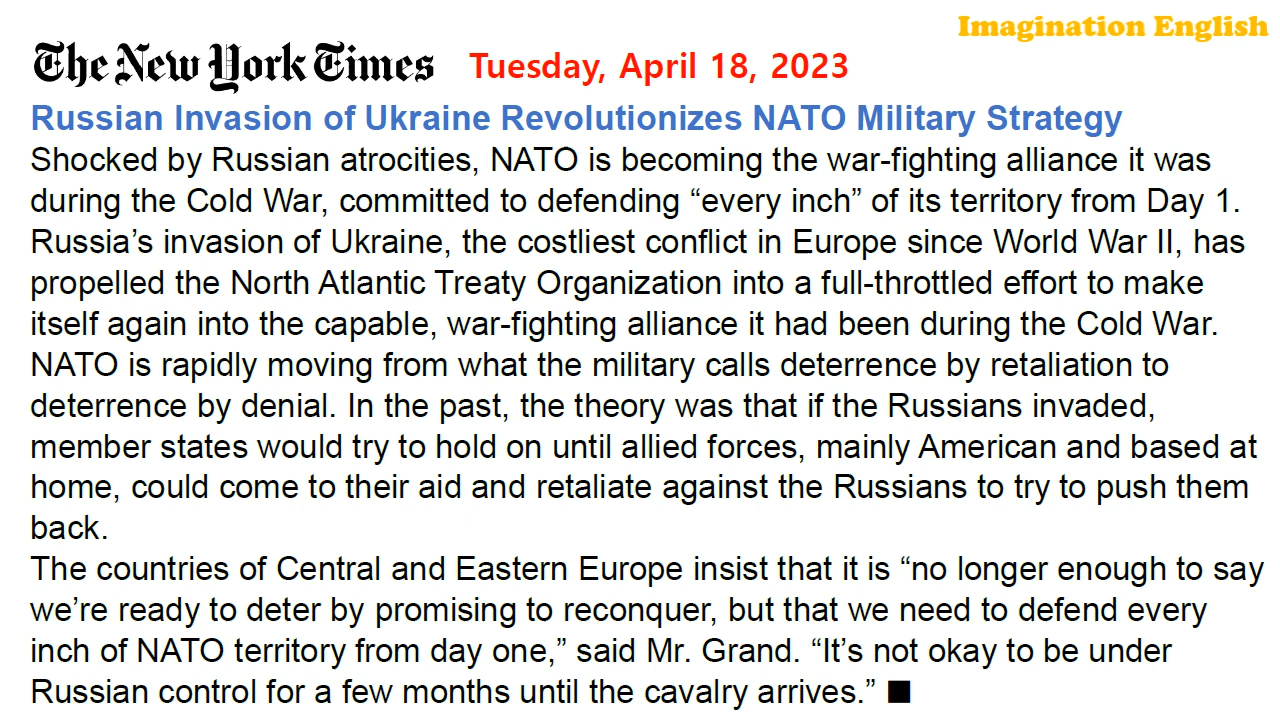 Imagination English
The New York Times Tuesday, April 18, 2023
Russian Invasion of Ukraine Revolutionizes NATO Military Strategy
Shocked by Russian atrocities, NATO is becoming the war-fighting alliance it was
during the Cold War, committed to defending “every inch” of its territory from Day 1.
Russia’s invasion of Ukraine, the costliest conflict in Europe since World War II, has
propelled the North Atlantic Treaty Organization into a full-throttled effort to make
itself again into the capable, war-fighting alliance it had been during the Cold War.
NATO is rapidly moving from what the military calls deterrence by retaliation to
deterrence by denial. In the past, the theory was that if the Russians invaded,
member states would try to hold on until allied forces, mainly American and based at
home, could come to their aid and retaliate against the Russians to try to push them
back.
The countries of Central and Eastern Europe insist that it is “no longer enough to say
we’re ready to deter by promising to reconquer, but that we need to defend every
inch of NATO territory from day one,” said Mr. Grand. “It’s not okay to be under
Russian control for a few months until the cavalry arrives.” ■